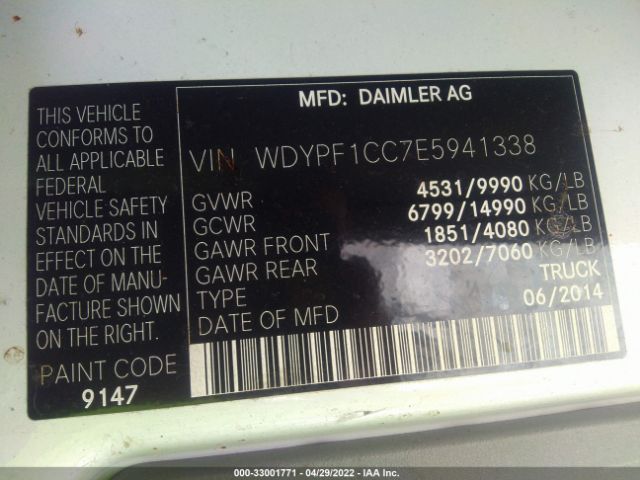 MFD: DAIMLER AG
THIS VEHICLE
CONFORMS TO
ALL APPLICABLE
FEDERAL
VEHICLE SAFETY
STANDARDS IN
EFFECT ON THE
DATE OF MANU-
FACTURE SHOWN
ON THE RIGHT.
PAINT CODE
9147
VIN WDYPF1CC7E5941338
GVWR 4531/9990 KG/LB
GCWR 6799/14990 KG/LB
GAWR FRONT 1851/4080 KG/LB
GAWR REAR 3202/7060 KG/LB
TYPE TRUCK
DATE OF MFD 06/2014
000-33001771 - 04/29/2022 - IAA Inc.